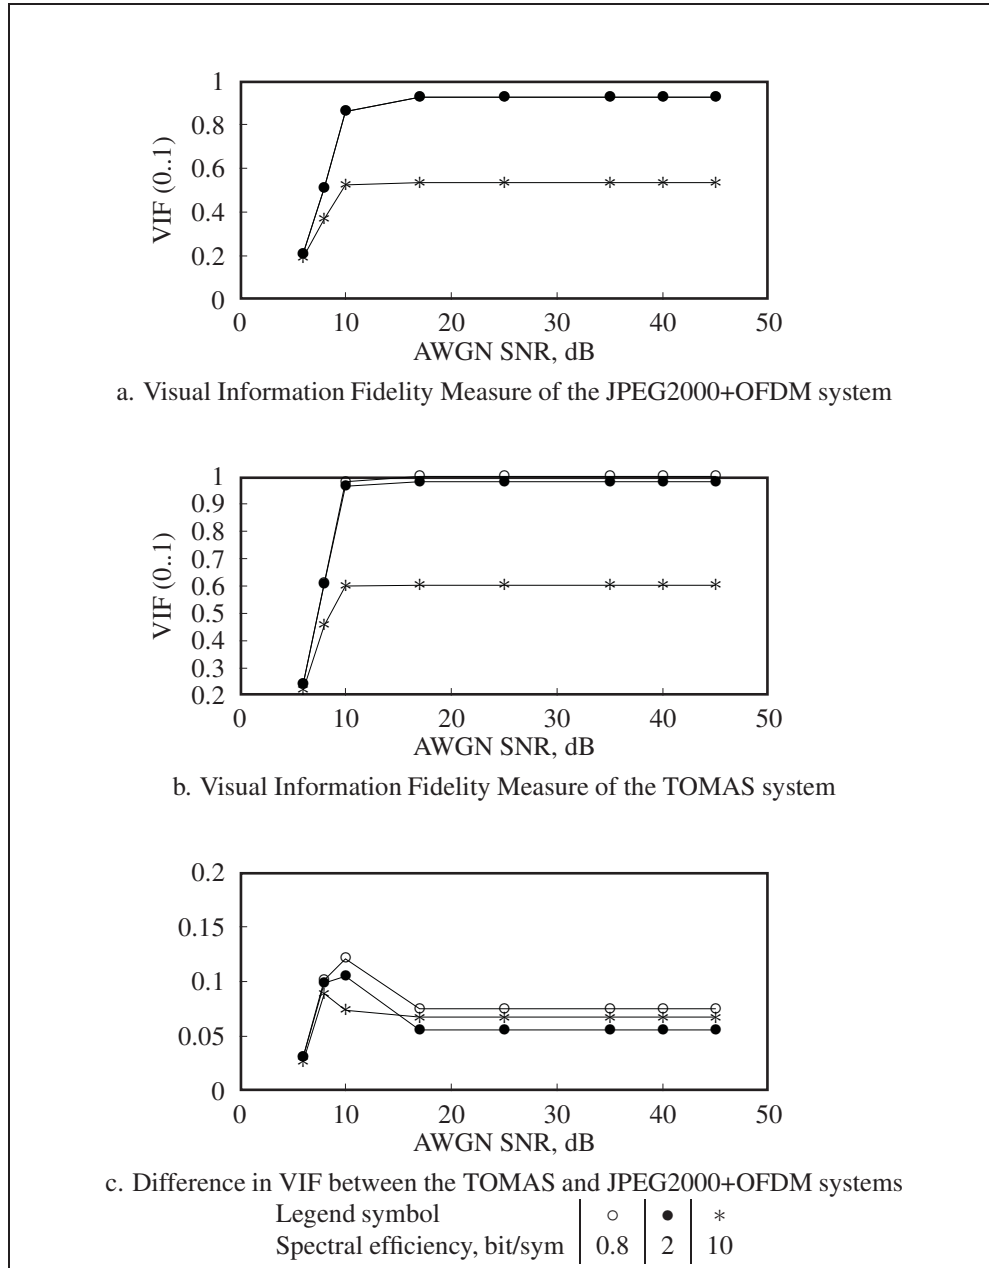 1
0.8
0.6
0.4
0.2
0
VIF (0..1)
0 10 20 30 40 50
AWGN SNR, dB
a. Visual Information Fidelity Measure of the JPEG2000+OFDM system
1
0.9
0.8
0.7
0.6
0.5
0.4
0.3
0.2
VIF (0..1)
0 10 20 30 40 50
AWGN SNR, dB
b. Visual Information Fidelity Measure of the TOMAS system
0.2
0.15
0.1
0.05
0
0 10 20 30 40 50
AWGN SNR, dB
c. Difference in VIF between the TOMAS and JPEG2000+OFDM systems
Legend symbol ○ ● *
Spectral efficiency, bit/sym 0.8 2 10